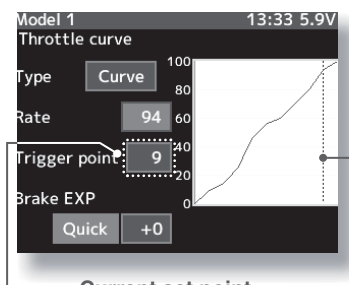 Model 1 13:33 5.9V
Throttle curve
Type Curve
Rate 94
Trigger point 9
Brake EXP
Quick +0
100
80
60
40
20
0
Current set point